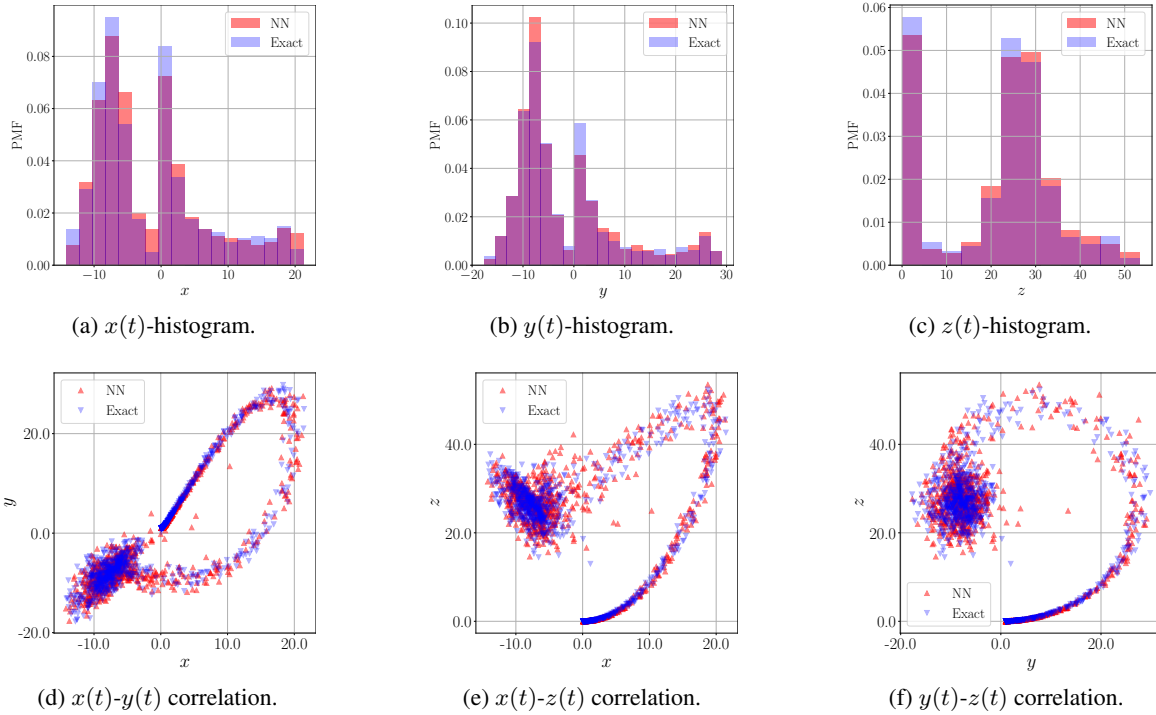 NN
Exact
PMF
0.08
0.06
0.04
0.02
0.00
−10
0
10
20
x
(a) x(t)-histogram.
NN
Exact
PMF
0.10
0.08
0.06
0.04
0.02
0.00
−20
−10
0
10
20
30
y
(b) y(t)-histogram.
NN
Exact
PMF
0.06
0.05
0.04
0.03
0.02
0.01
0.00
0
10
20
30
40
50
z
(c) z(t)-histogram.
NN
Exact
y
20.0
0.0
-20.0
-10.0
0.0
10.0
20.0
x
(d) x(t)-y(t) correlation.
NN
Exact
z
40.0
20.0
0.0
-10.0
0.0
10.0
20.0
x
(e) x(t)-z(t) correlation.
NN
Exact
z
40.0
20.0
0.0
-20.0
0.0
20.0
y
(f) y(t)-z(t) correlation.